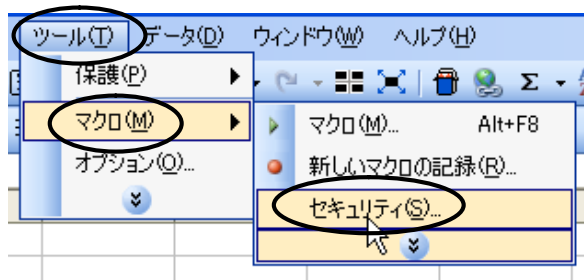 ツール(T) データ(D) ウィンドウ(W) ヘルプ(H)
保護(P)
マクロ(M)
オプション(O)...
マクロ(M)... Alt+F8
新しいマクロの記録(R)...
セキュリティ(S)...
Σ